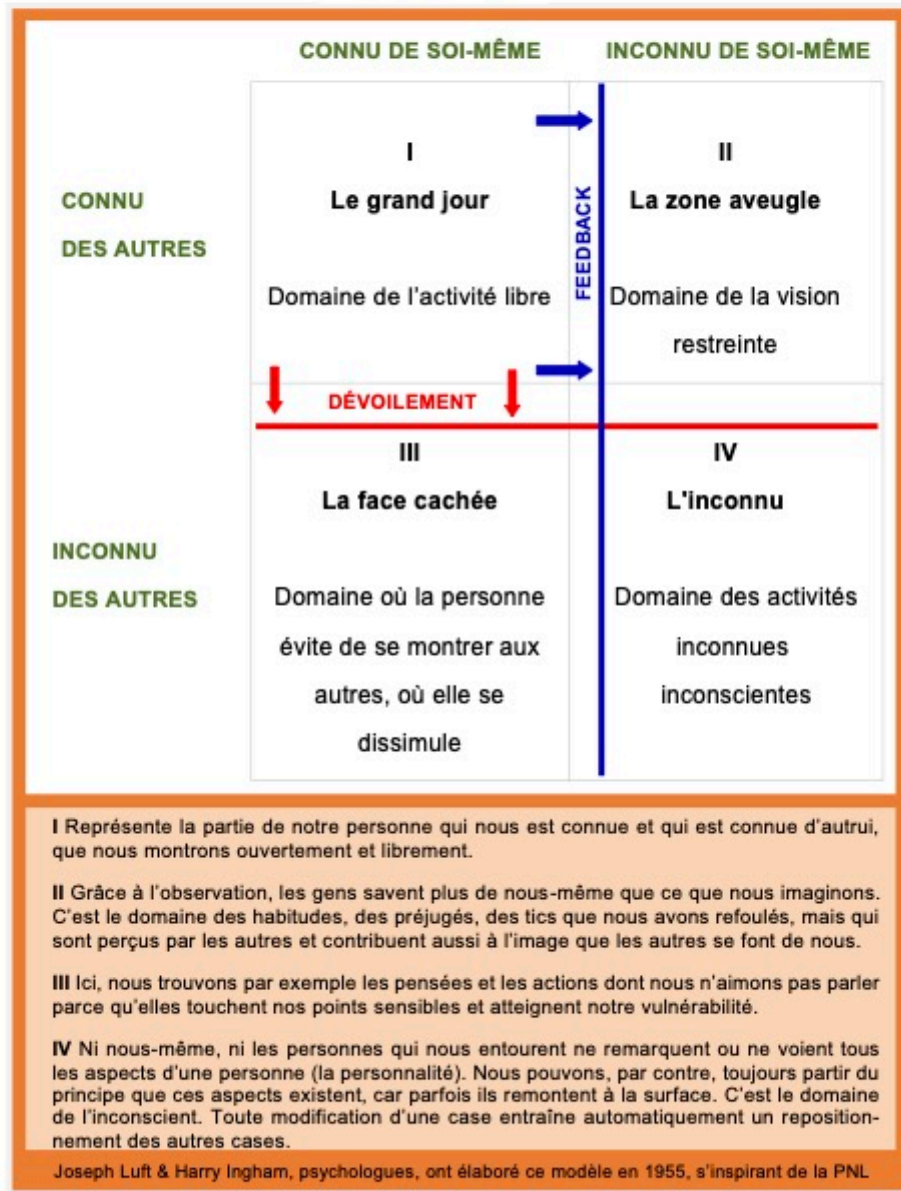 CONNU DE SOI-MÊME
INCONNU DE SOI-MÊME
CONNU
DES AUTRES
I
Le grand jour
Domaine de l'activité libre
FEEDBACK
II
La zone aveugle
Domaine de la vision
restreinte
DÉVOILEMENT
INCONNU
DES AUTRES
III
La face cachée
Domaine où la personne
évite de se montrer aux
autres, où elle se
dissimule
IV
L'inconnu
Domaine des activités
inconnues
inconscientes
I Représente la partie de notre personne qui nous est connue et qui est connue d'autrui,
que nous montrons ouvertement et librement.
II Grâce à l'observation, les gens savent plus de nous-même que ce que nous imaginons.
C'est le domaine des habitudes, des préjugés, des tics que nous avons refoulés, mais qui
sont perçus par les autres et contribuent aussi à l'image que les autres se font de nous.
III Ici, nous trouvons par exemple les pensées et les actions dont nous n'aimons pas parler
parce qu'elles touchent nos points sensibles et atteignent notre vulnérabilité.
IV Ni nous-même, ni les personnes qui nous entourent ne remarquent ou ne voient tous
les aspects d'une personne (la personnalité). Nous pouvons, par contre, toujours partir du
principe que ces aspects existent, car parfois ils remontent à la surface. C'est le domaine
de l'inconscient. Toute modification d'une case entraîne automatiquement un reposition-
nement des autres cases.
Joseph Luft & Harry Ingham, psychologues, ont élaboré ce modèle en 1955, s'inspirant de la PNL